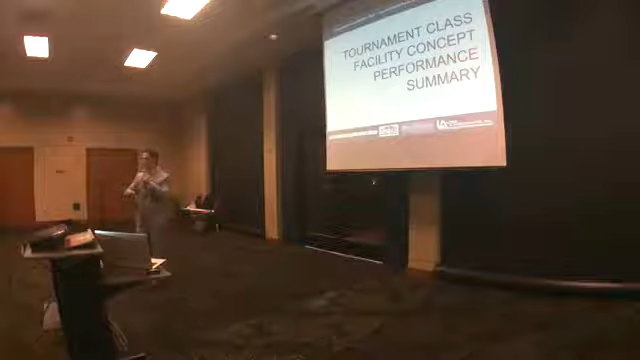 TOURNAMENT CLASS
FACILITY CONCEPT
PERFORMANCE
SUMMARY